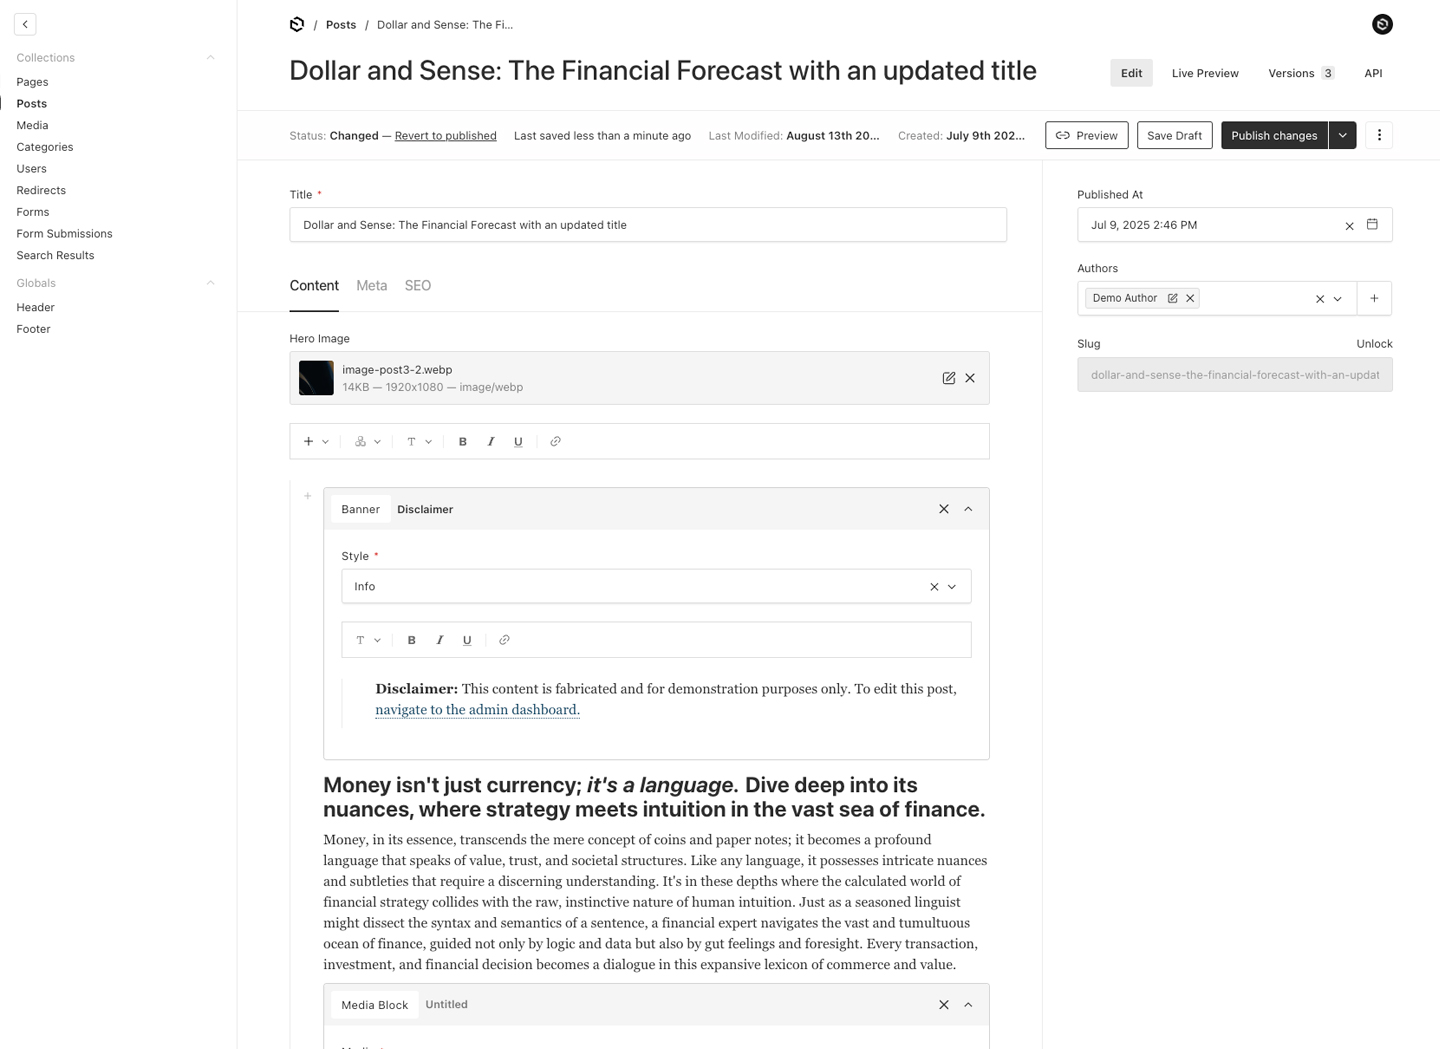 Collections
Pages
Posts
Media
Categories
Users
Redirects
Forms
Form Submissions
Search Results
Globals
Header
Footer
/ Posts / Dollar and Sense: The Fi...
Dollar and Sense: The Financial Forecast with an updated title
Edit Live Preview Versions 3 API
Status: Changed — Revert to published Last saved less than a minute ago Last Modified: August 13th 20... Created: July 9th 202... Preview Save Draft Publish changes
Title *
Dollar and Sense: The Financial Forecast with an updated title
Content Meta SEO
Hero Image
image-post3-2.webp
14KB — 1920x1080 — image/webp
T B I U
Banner Disclaimer
Style *
Info
T B I U
Disclaimer: This content is fabricated and for demonstration purposes only. To edit this post,
navigate to the admin dashboard.
Money isn't just currency; it's a language. Dive deep into its
nuances, where strategy meets intuition in the vast sea of finance.
Money, in its essence, transcends the mere concept of coins and paper notes; it becomes a profound
language that speaks of value, trust, and societal structures. Like any language, it possesses intricate nuances
and subtleties that require a discerning understanding. It's in these depths where the calculated world of
financial strategy collides with the raw, instinctive nature of human intuition. Just as a seasoned linguist
might dissect the syntax and semantics of a sentence, a financial expert navigates the vast and tumultuous
ocean of finance, guided not only by logic and data but also by gut feelings and foresight. Every transaction,
investment, and financial decision becomes a dialogue in this expansive lexicon of commerce and value.
Media Block Untitled
Published At
Jul 9, 2025 2:46 PM
Authors
Demo Author
Slug Unlock
dollar-and-sense-the-financial-forecast-with-an-updat